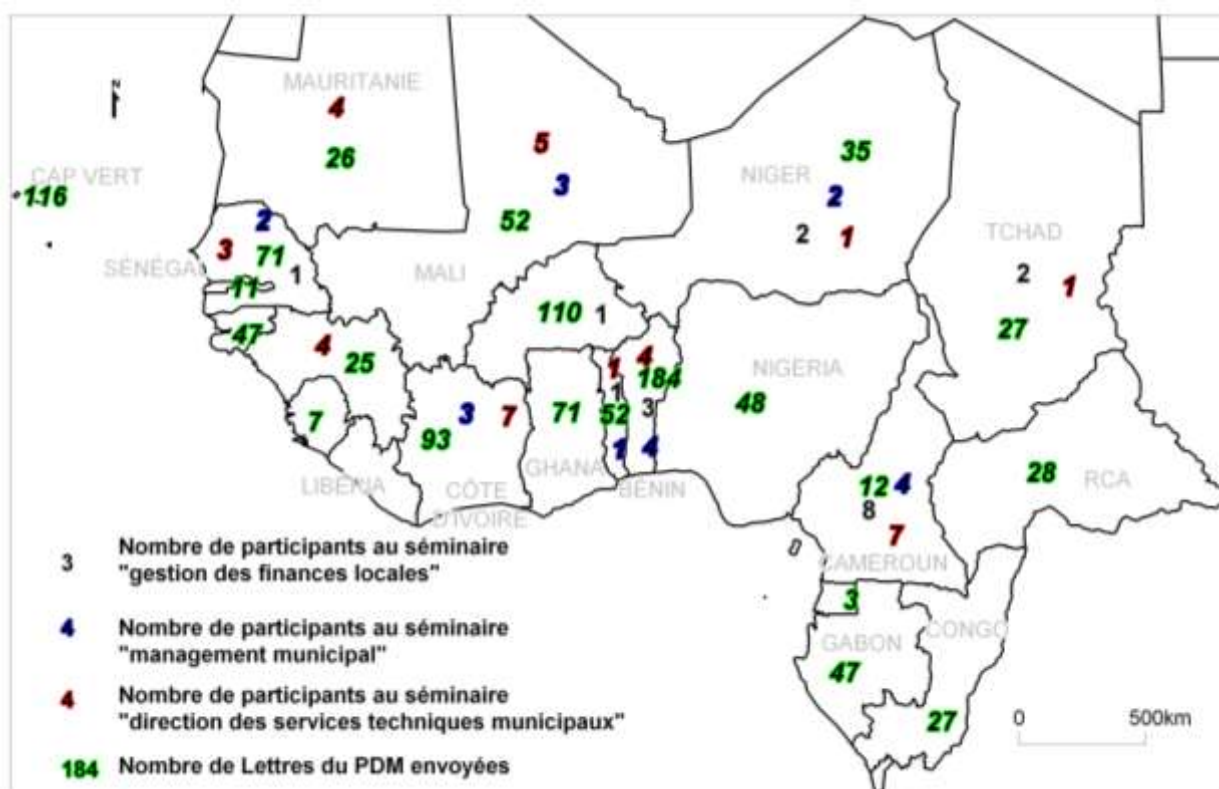 MAURITANIE
4
26
5
3
52
35
NIGER
2
2
1
CAP VERT
116
TCHAD
2
1
27
2
3
71
SÉNÉGAL
1
11
MALI
110
1
47
4
25
7
LIBÉRIA
3
7
93
CÔTE
D'IVOIRE
71
GHANA
1
1
52
1
4
184
3
4
BÉNIN
NIGERIA
48
12
4
8
7
CAMEROUN
28
RCA
3
GABON
47
CONGO
27
0 500km
3 Nombre de participants au séminaire
"gestion des finances locales"
4 Nombre de participants au séminaire
"management municipal"
4 Nombre de participants au séminaire
"direction des services techniques municipaux"
184 Nombre de Lettres du PDM envoyées